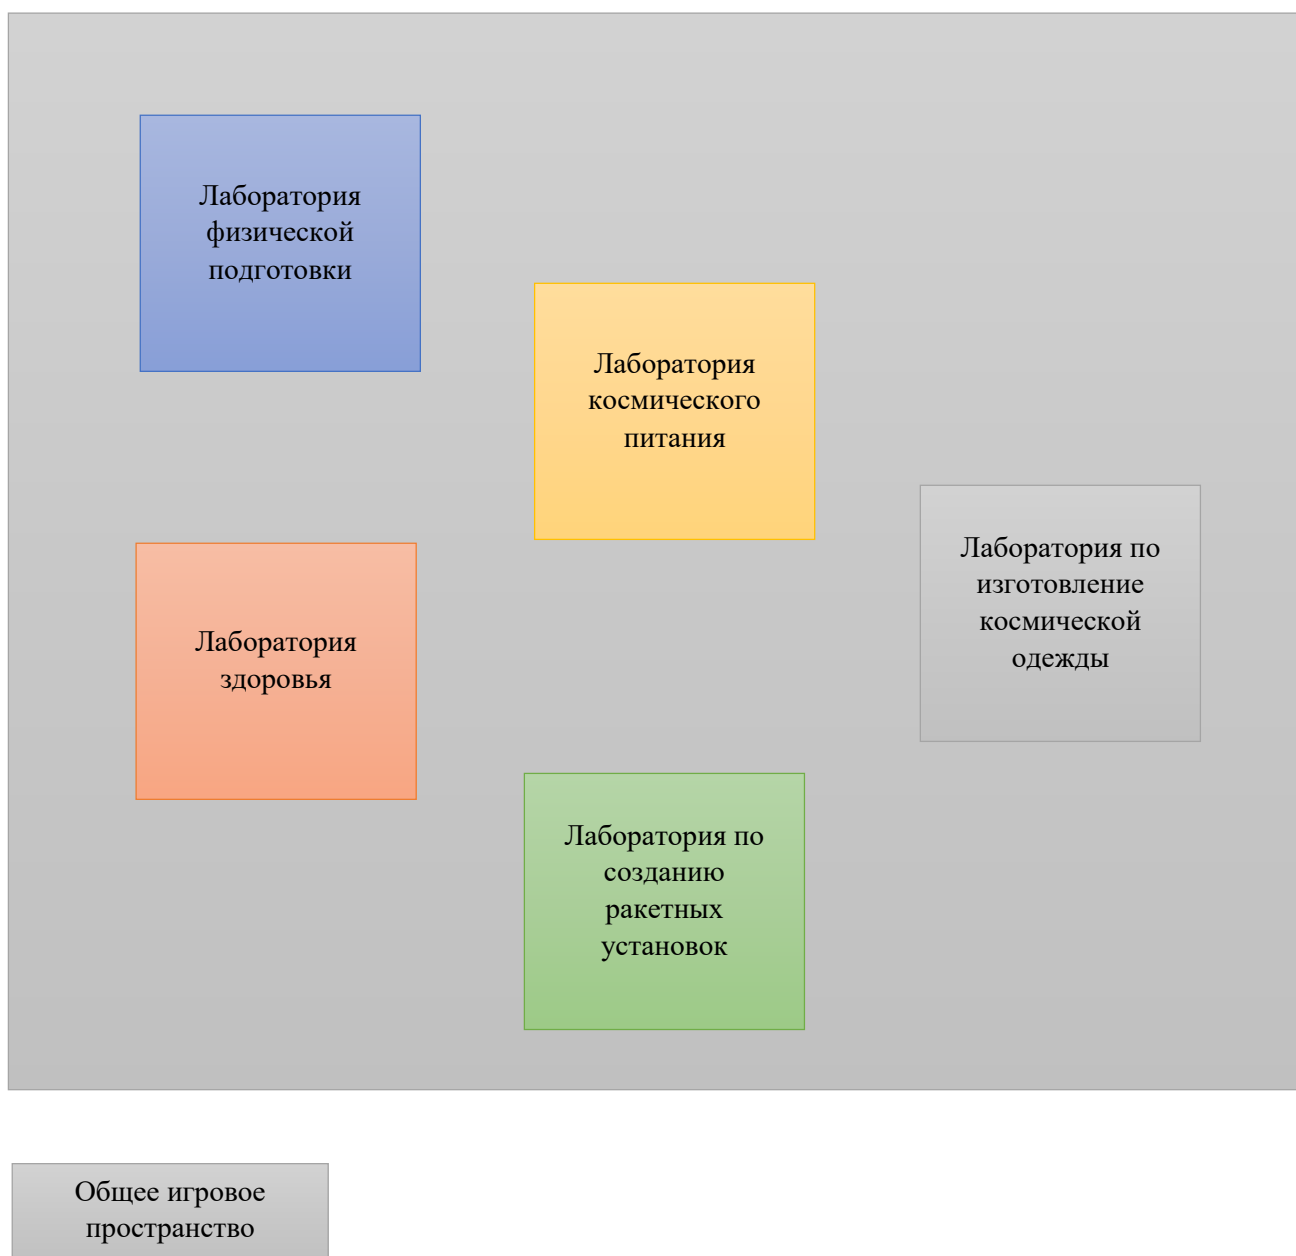 Лаборатория
физической
подготовки
Лаборатория
космического
питания
Лаборатория по
изготовление
космической
одежды
Лаборатория
здоровья
Лаборатория по
созданию
ракетных
установок
Общее игровое
пространство